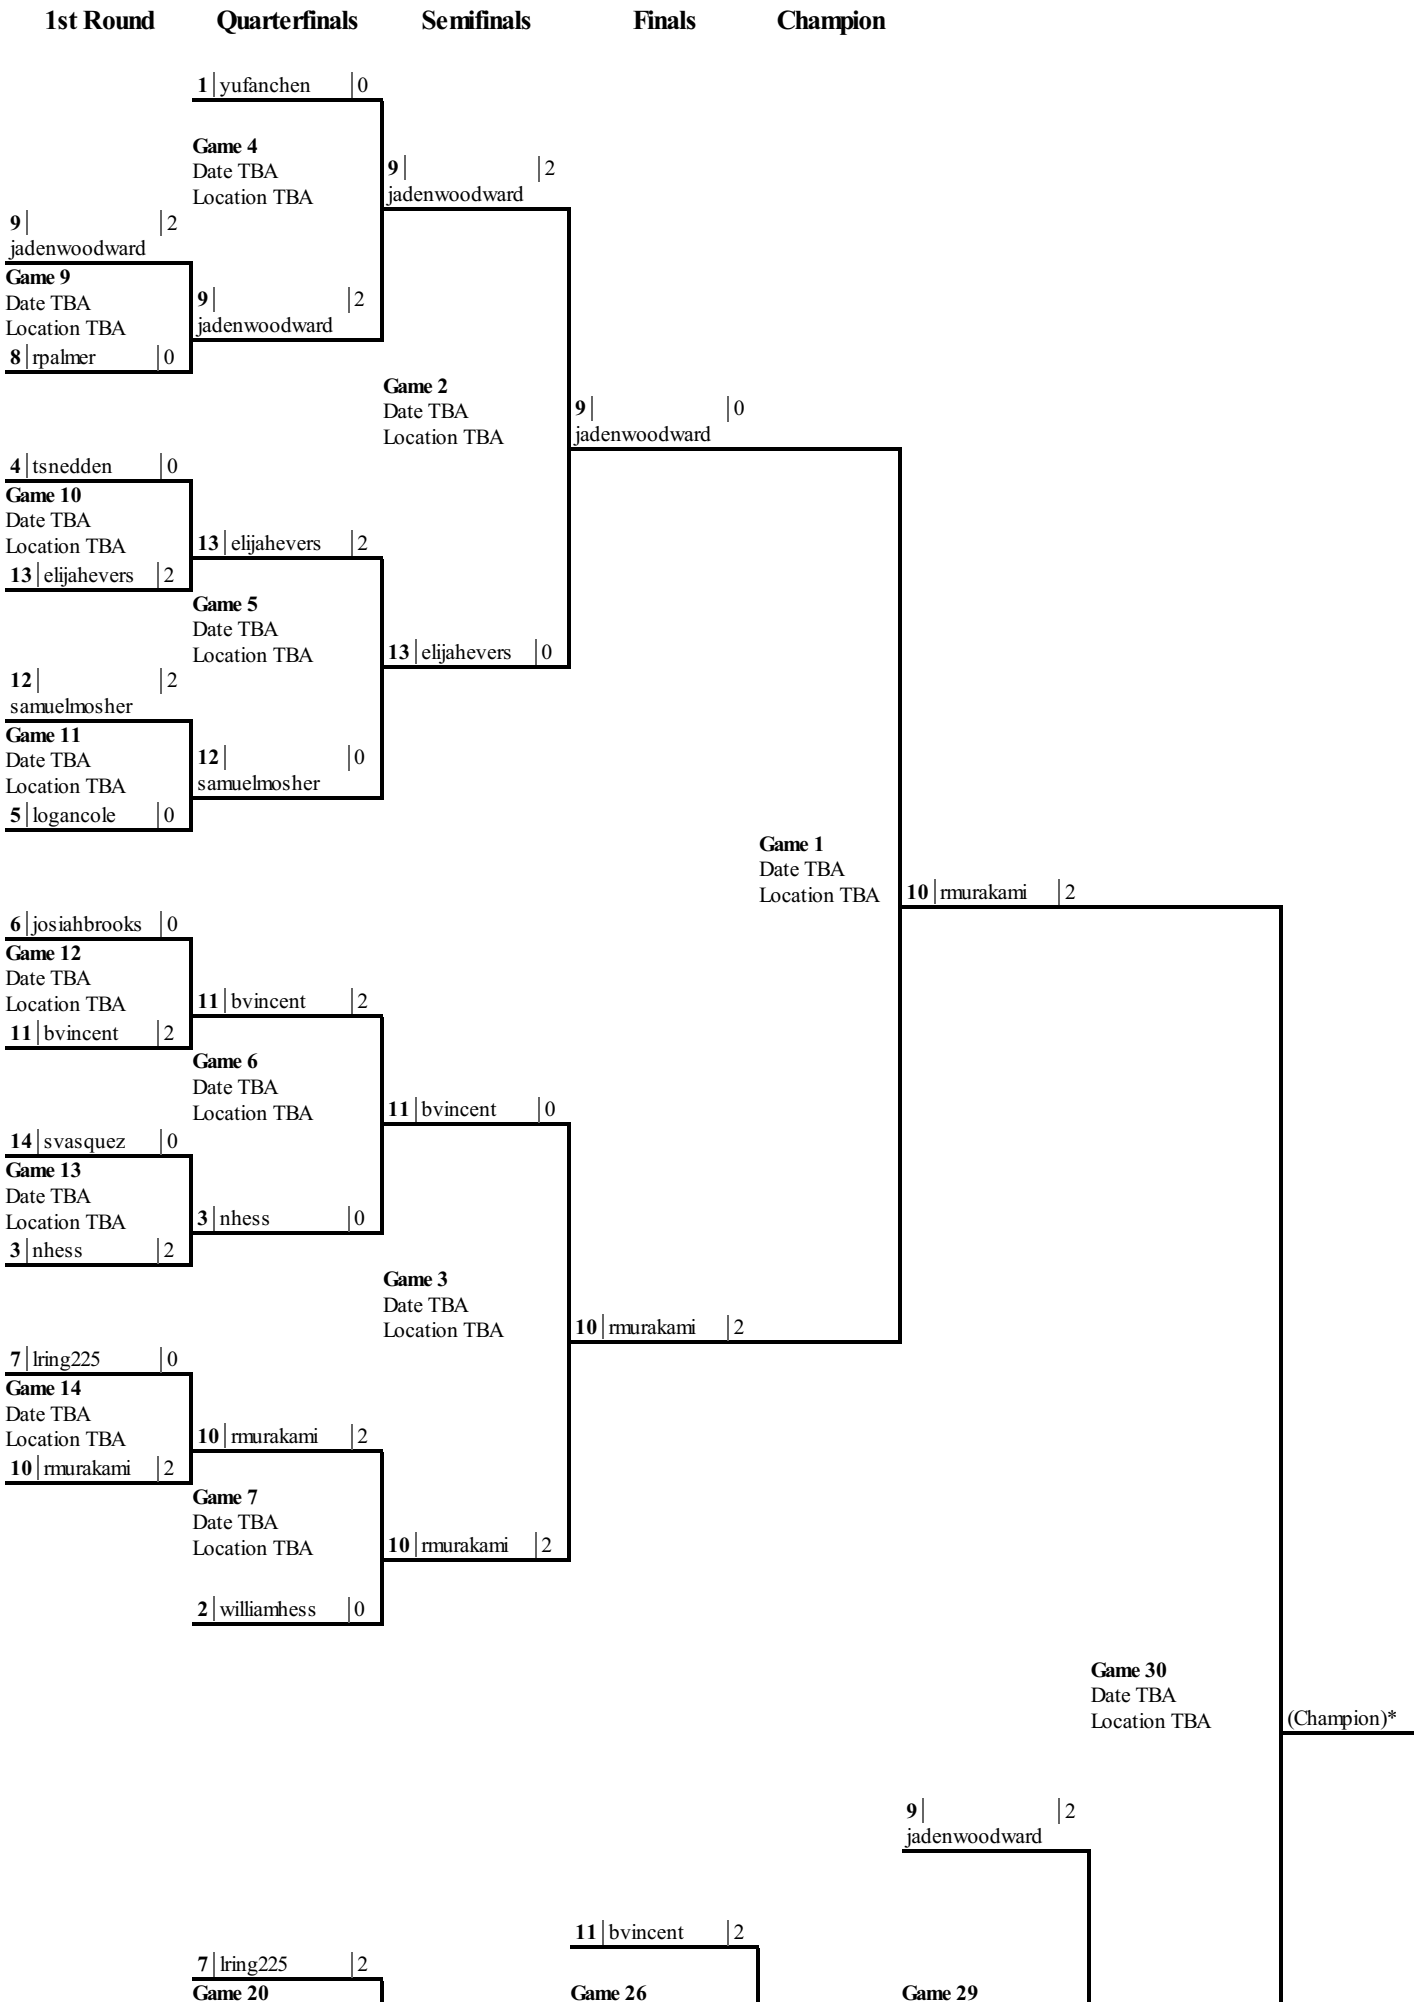 1st Round Quarterfinals Semifinals Finals Champion
1 yufanchen 0
Game 4
Date TBA
Location TBA
9 2
jadenwoodward
9 2
jadenwoodward
Game 9
Date TBA
Location TBA
8 rpalmer 0
9 2
jadenwoodward
Game 2
Date TBA
Location TBA
9 0
jadenwoodward
4 tsnedden 0
Game 10
Date TBA
Location TBA
13 elijahevers 2
13 elijahevers 2
Game 5
Date TBA
Location TBA
13 elijahevers 0
12 2
samuelmosher
Game 11
Date TBA
Location TBA
5 logancole 0
12 0
samuelmosher
Game 1
Date TBA
Location TBA
10 rmurakami 2
6 josiahbrooks 0
Game 12
Date TBA
Location TBA
11 bvincent 2
11 bvincent 2
Game 6
Date TBA
Location TBA
11 bvincent 0
14 svasquez 0
Game 13
Date TBA
Location TBA
3 nhess 2
3 nhess 0
Game 3
Date TBA
Location TBA
10 rmurakami 2
7 lring225 0
Game 14
Date TBA
Location TBA
10 rmurakami 2
10 rmurakami 2
Game 7
Date TBA
Location TBA
10 rmurakami 2
2 williamhess 0
Game 30
Date TBA
Location TBA
(Champion)*
9 2
jadenwoodward
11 bvincent 2
7 lring225 2
Game 20 Game 26 Game 29